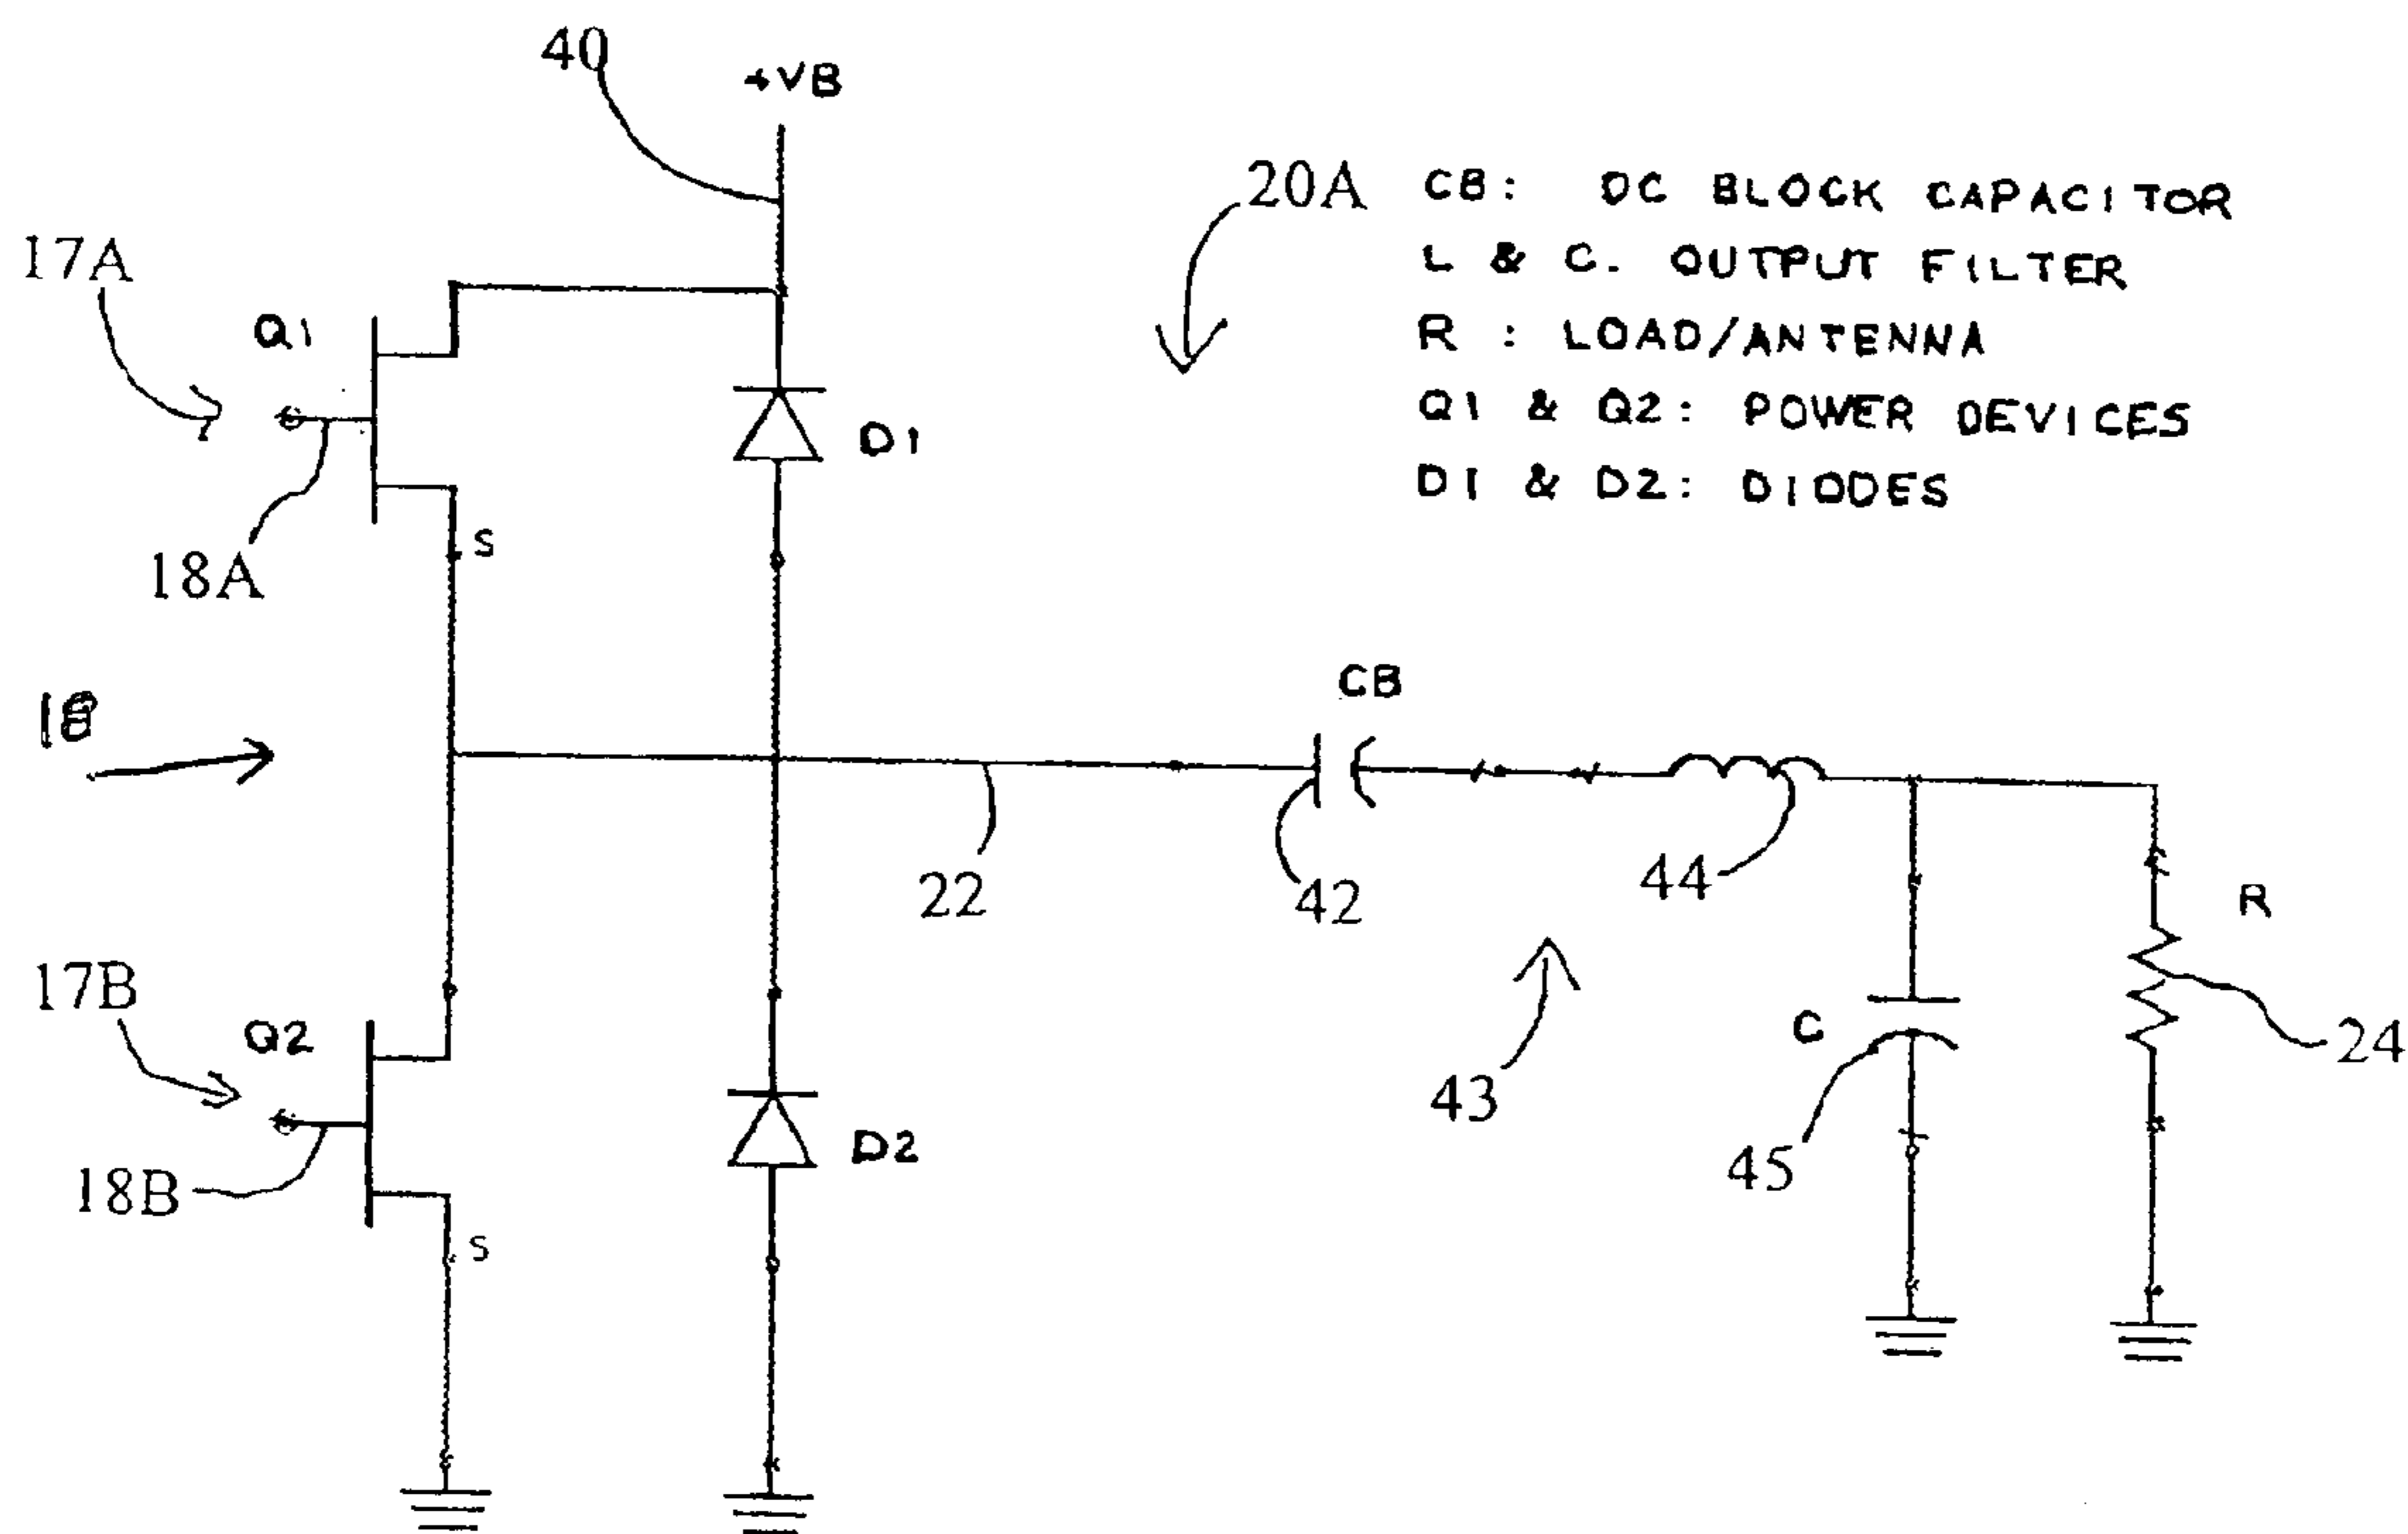 40
+VB
20A
CB: DC BLOCK CAPACITOR
L & C. OUTPUT FILTER
R : LOAD/ANTENNA
Q1 & Q2: POWER DEVICES
D1 & D2: DIODES
17A
Q1
D1
18A
S
CB
18
22
42
44
R
17B
Q2
C
24
43
D2
45
18B
S